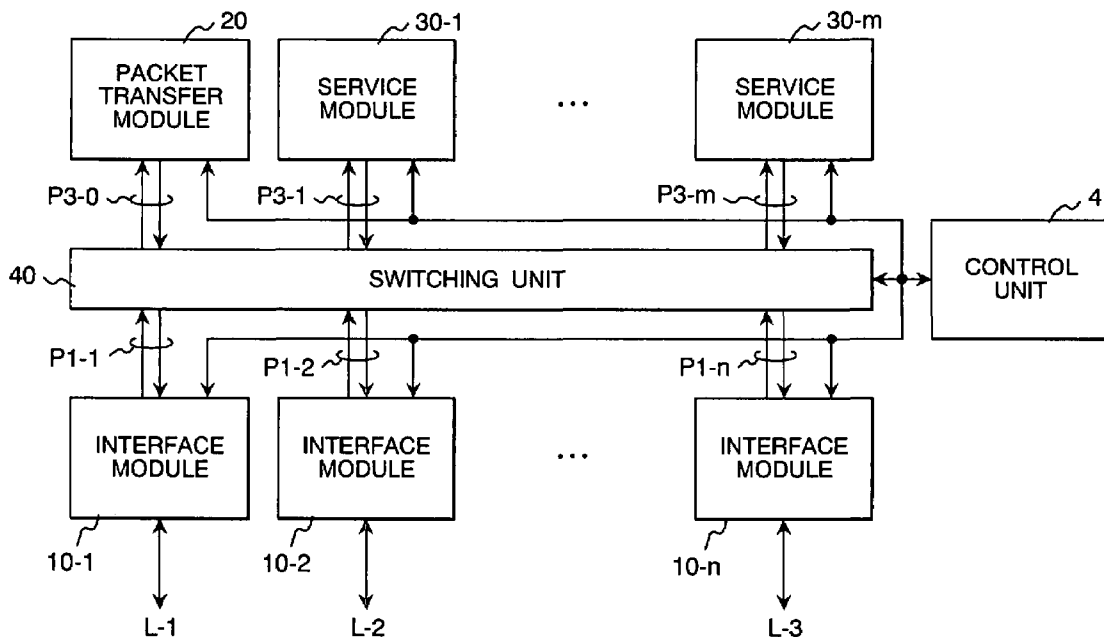 20
30-1
30-m
PACKET
TRANSFER
MODULE
SERVICE
MODULE
...
SERVICE
MODULE
P3-0
P3-1
P3-m
4
40
SWITCHING UNIT
CONTROL
UNIT
P1-1
P1-2
P1-n
INTERFACE
MODULE
INTERFACE
MODULE
...
INTERFACE
MODULE
10-1
10-2
10-n
L-1
L-2
L-3